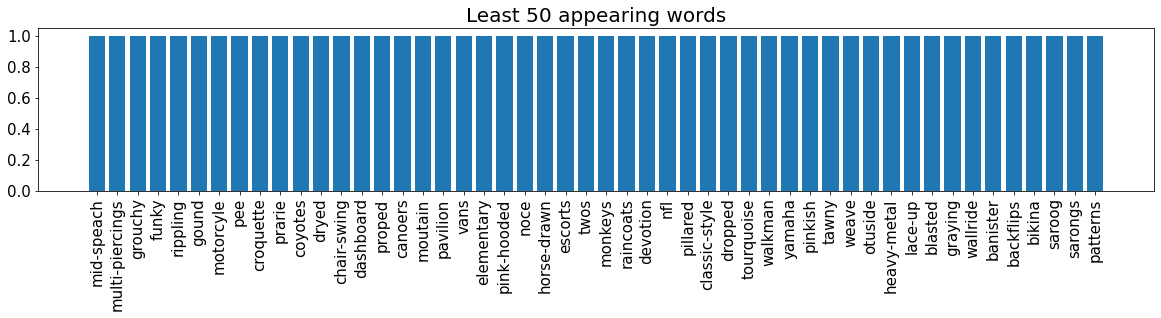 Least 50 appearing words
1.0
0.8
0.6
0.4
0.2
0.0
mid-speach
multi-piercings
grouchy
funky
rippling
gound
motorcyle
pee
croquette
prarie
coyotes
dryed
chair-swing
dashboard
proped
canoers
moutain
pavilion
vans
elementary
pink-hooded
noce
horse-drawn
escorts
twos
monkeys
raincoats
devotion
nfl
pillared
classic-style
dropped
tourquoise
walkman
yamaha
pinkish
tawny
weave
otuside
heavy-metal
lace-up
blasted
graying
wallride
banister
backflips
bikina
saroog
sarongs
patterns